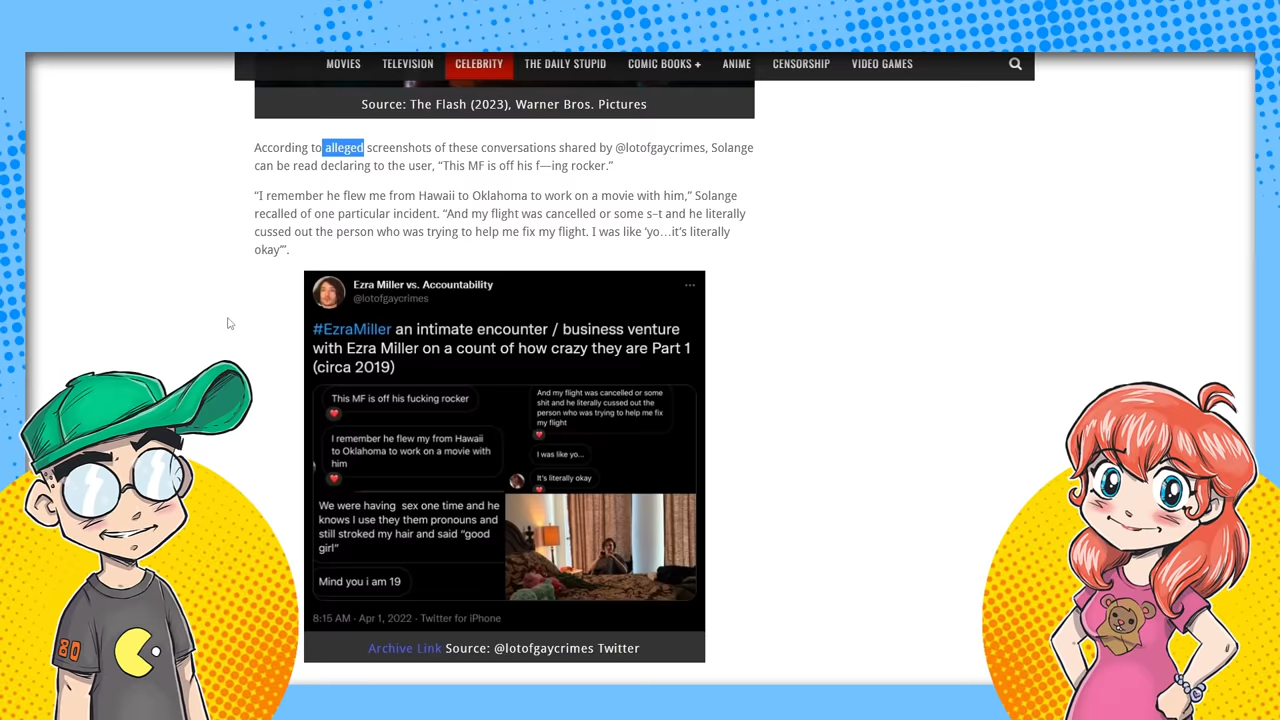 MOVIES TELEVISION CELEBRITY THE DAILY STUPID COMIC BOOKS + ANIME CENSORSHIP VIDEO GAMES
Source: The Flash (2023), Warner Bros. Pictures
According to alleged screenshots of these conversations shared by @lotofgaycrimes, Solange
can be read declaring to the user, “This MF is off his f—ing rocker.”
“I remember he flew me from Hawaii to Oklahoma to work on a movie with him,” Solange
recalled of one particular incident. “And my flight was cancelled or some s–t and he literally
cussed out the person who was trying to help me fix my flight. I was like ‘yo…it’s literally
okay’”.
Ezra Miller vs. Accountability
@lotofgaycrimes
#EzraMiller an intimate encounter / business venture
with Ezra Miller on a count of how crazy they are Part 1
(circa 2019)
This MF is off his fucking rocker
I remember he flew my from Hawaii
to Oklahoma to work on a movie with
him
And my flight was cancelled or some
shit and he literally cussed out the
person who was trying to help me fix
my flight
I was like yo...
It's literally okay
We were having sex one time and he
knows I use they them pronouns and
still stroked my hair and said “good
girl”
Mind you i am 19
8:15 AM · Apr 1, 2022 · Twitter for iPhone
Archive Link Source: @lotofgaycrimes Twitter
80